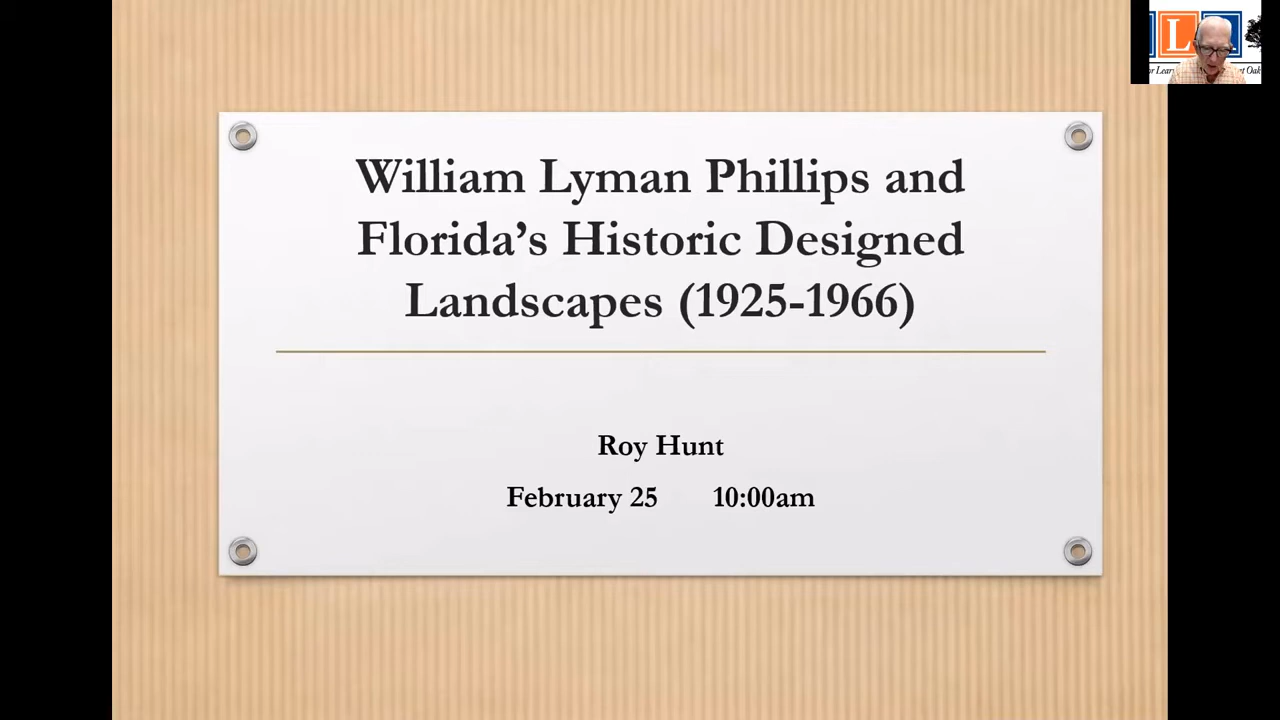 William Lyman Phillips and
Florida’s Historic Designed
Landscapes (1925-1966)
Roy Hunt
February 25 10:00am
L